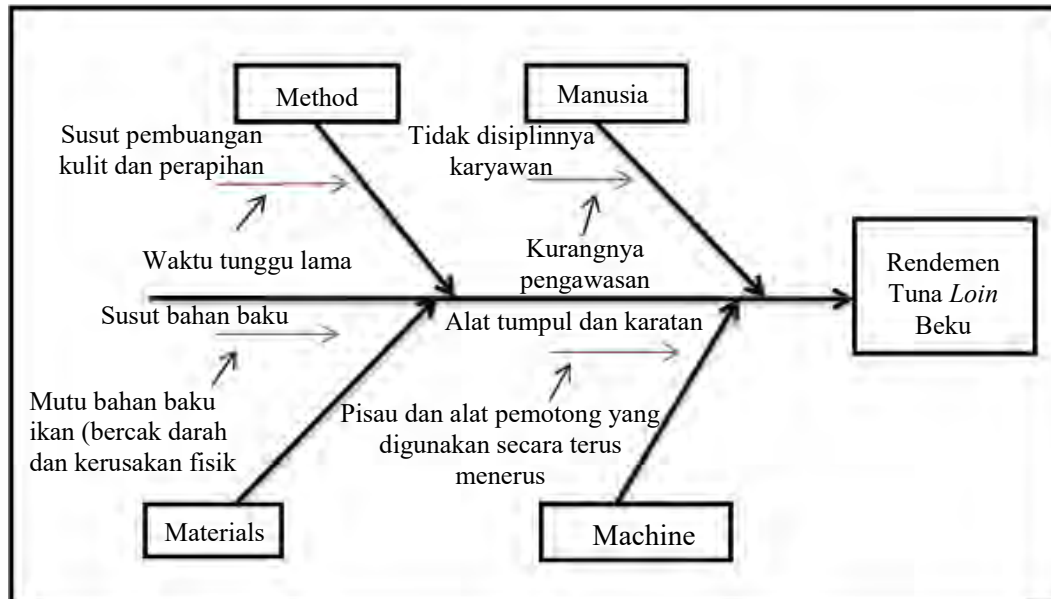 Method
Manusia
Susut pembuangan
kulit dan perapihan
Tidak disiplinnya
karyawan
Waktu tunggu lama
Kurangnya
pengawasan
Rendemen
Tuna Loin
Beku
Susut bahan baku
Alat tumpul dan karatan
Mutu bahan baku
ikan (bercak darah
dan kerusakan fisik
Pisau dan alat pemotong yang
digunakan secara terus
menerus
Materials
Machine